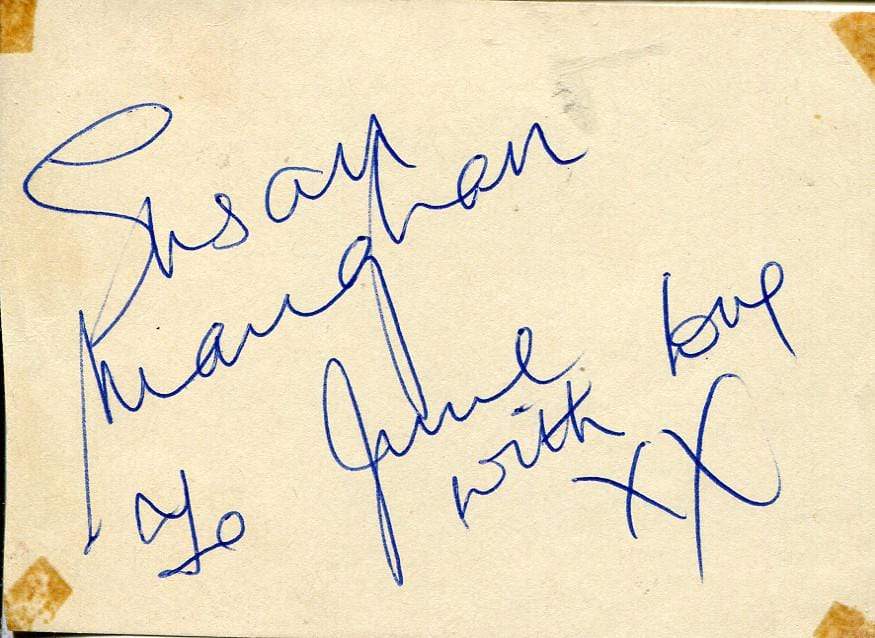 Susan
Maughan
To June
with love
XX